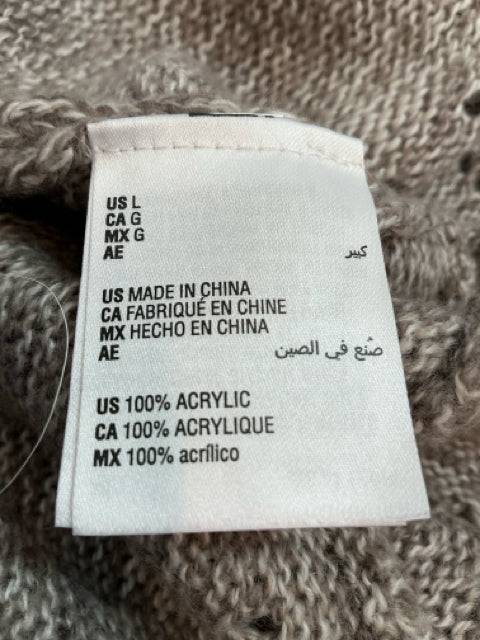 US L
CA G
MX G
AE كبير
US MADE IN CHINA
CA FABRIQUÉ EN CHINE
MX HECHO EN CHINA
AE صُنع في الصين
US 100% ACRYLIC
CA 100% ACRYLIQUE
MX 100% acrílico